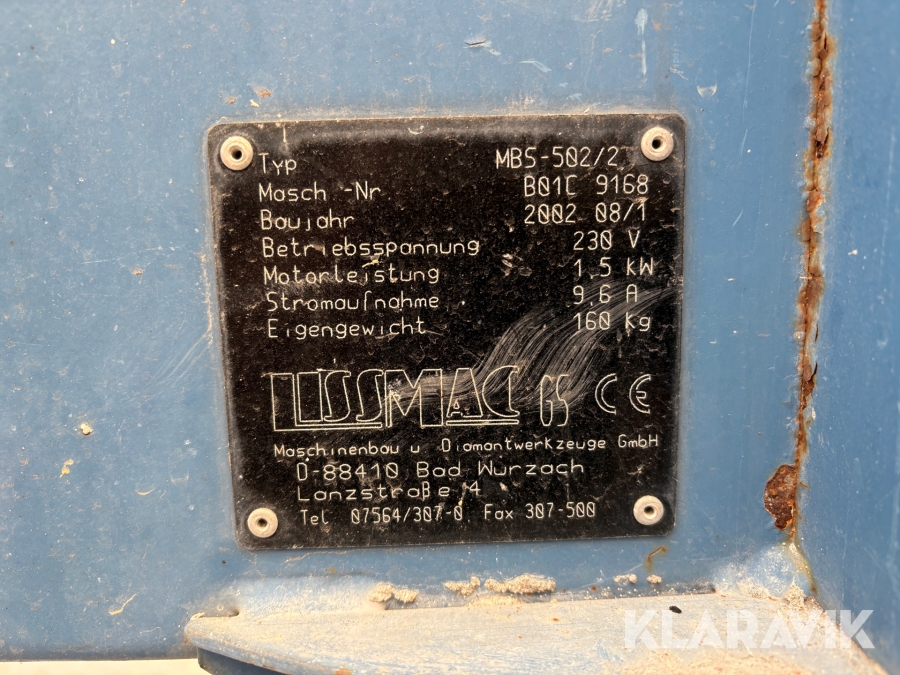 Typ MBS-502/2
Masch -Nr B01C 9168
Baujahr 2002 08/1
Betriebsspannung 230 V
Motorleistung 1,5 kW
Stromaufnahme 9,6 A
Eigengewicht 160 Kg
LISSMAC GS CE
Maschinenbau u Diamantwerkzeuge GmbH
D-88410 Bad Wurzach
Lanzstraße 4
Tel 07564/307-0 Fax 307-500
KLARAVIK